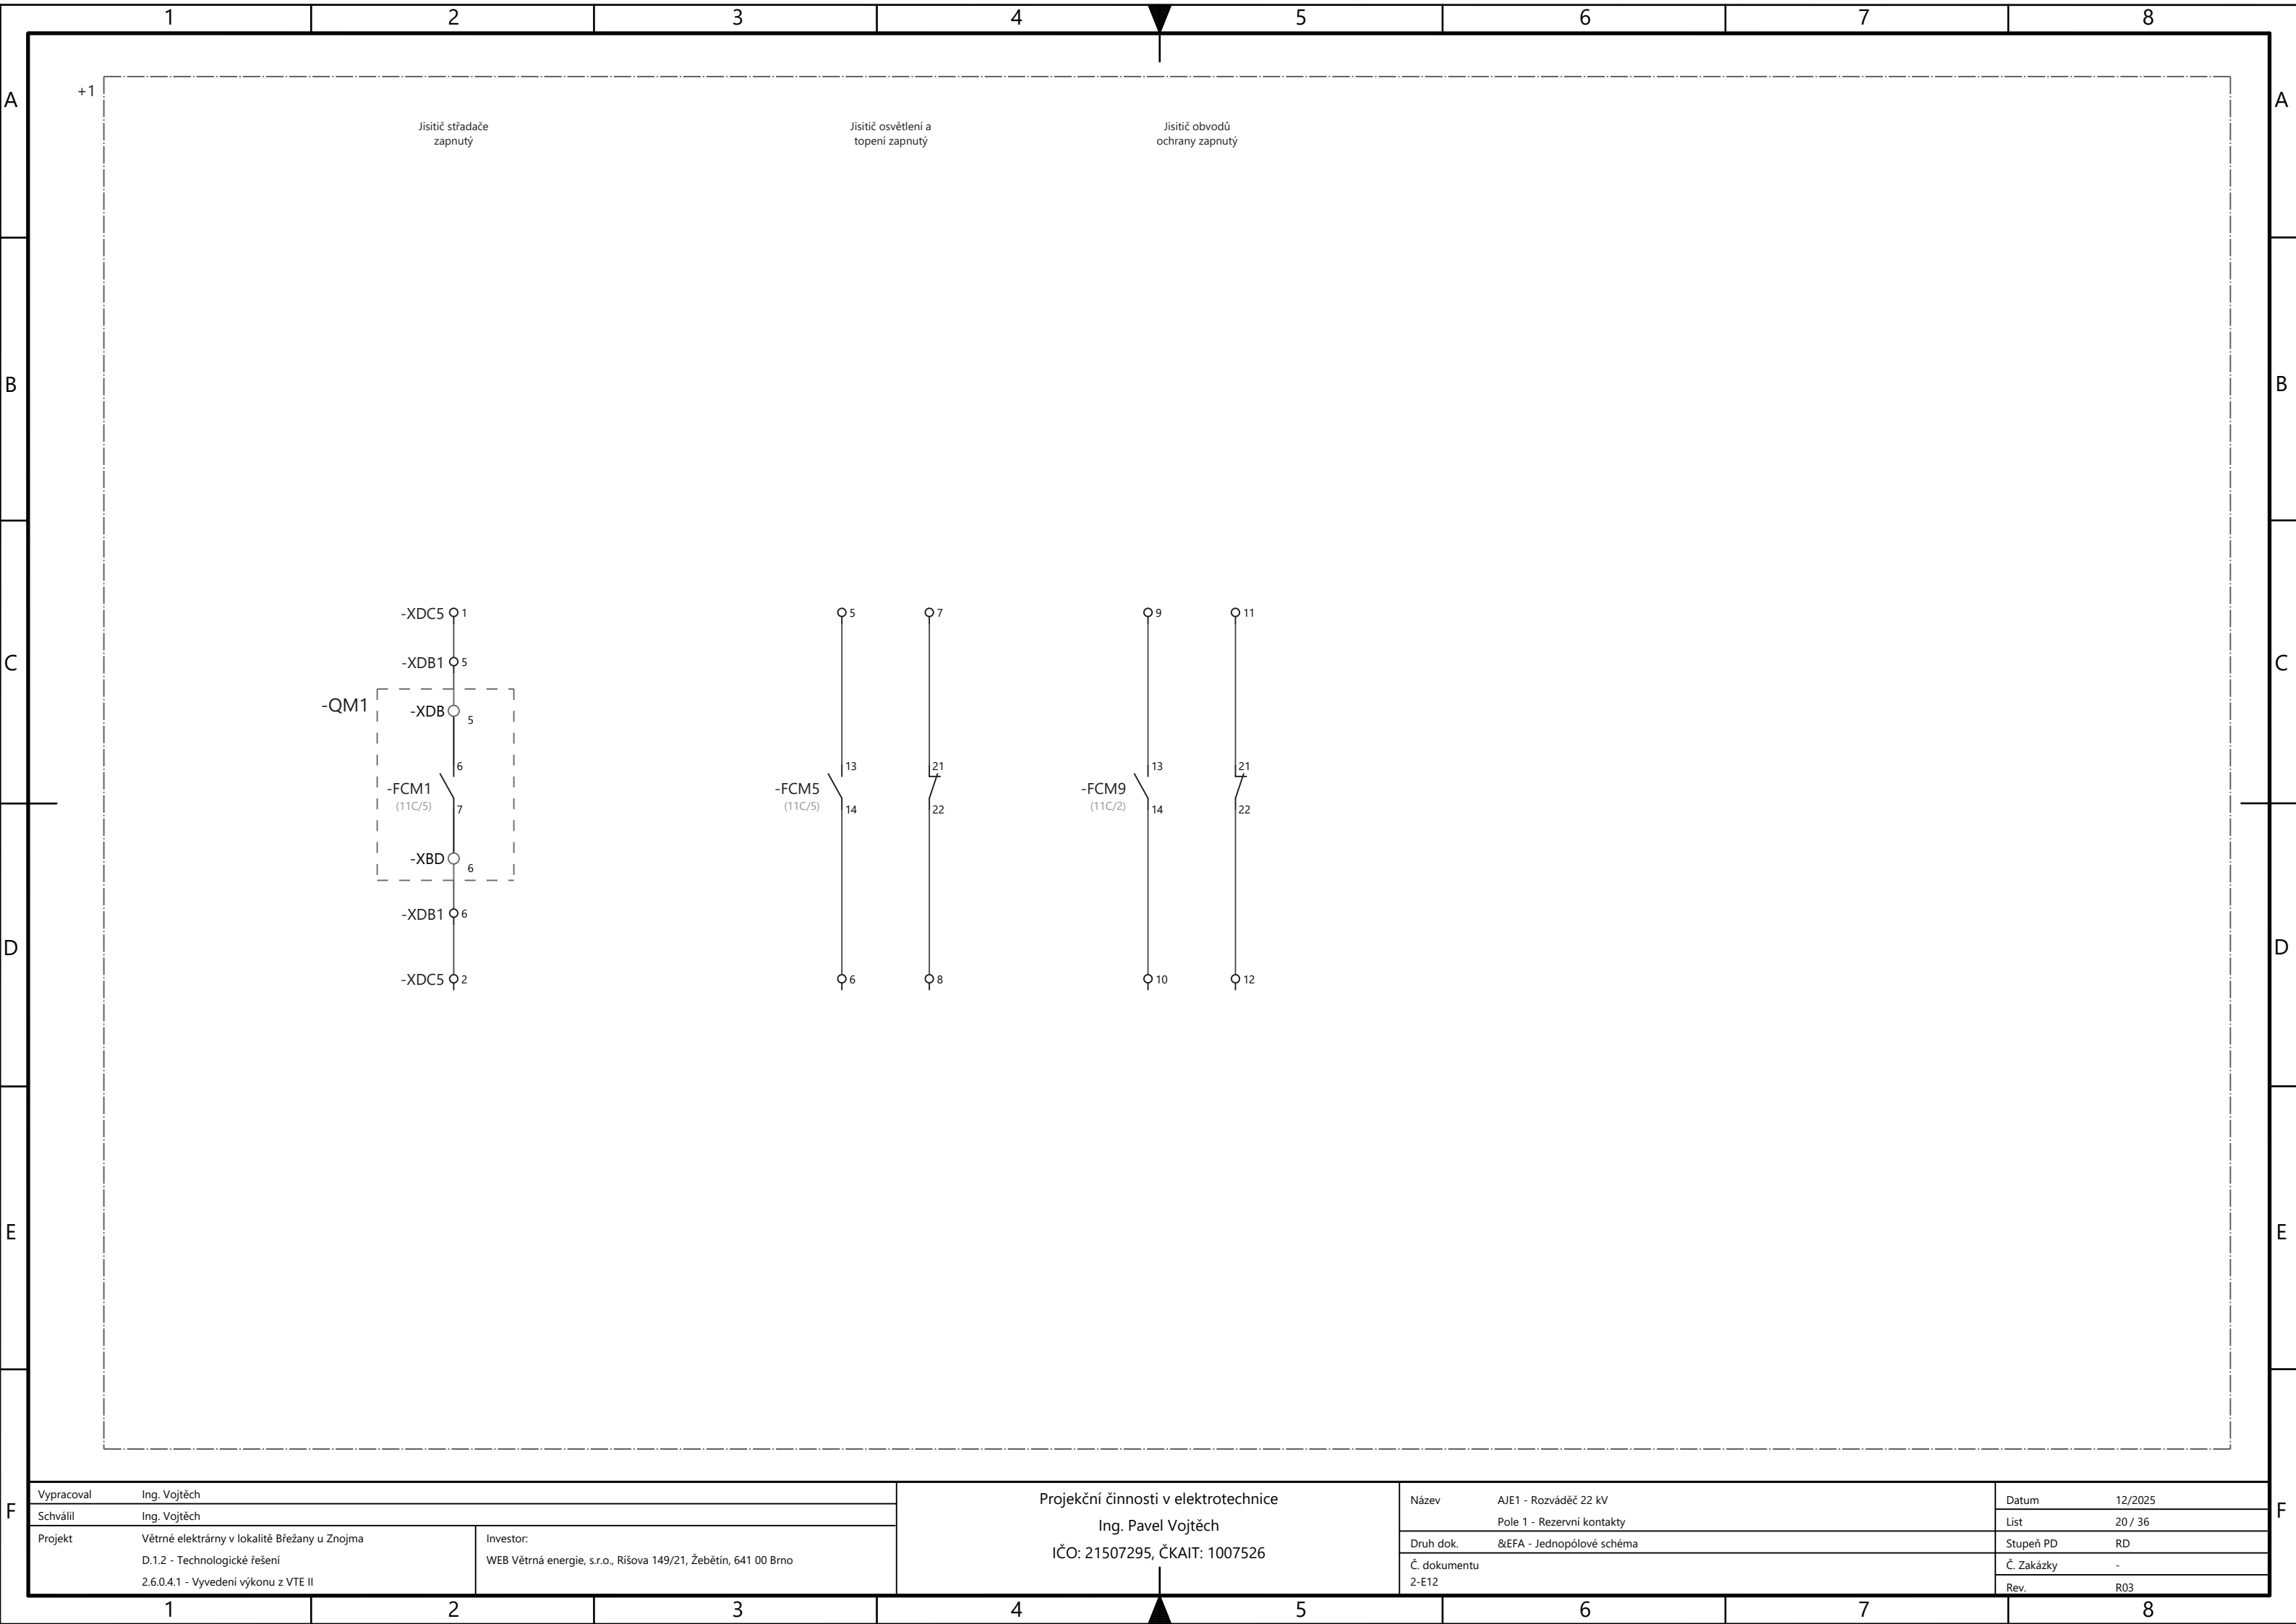 1 2 3 4 5 6 7 8
A A
+1
Jisitič střadače
zapnutý
Jisitič osvětlení a
topení zapnutý
Jisitič obvodů
ochrany zapnutý
B B
-XDC5 1 5 7 9 11
C C
-XDB1 5
-QM1
-XDB 5
6 13 21 13 21
-FCM1 -FCM5 -FCM9
(11C/5) (11C/5) (11C/2)
7 14 22 14 22
-XBD 6
-XDB1 6
D D
-XDC5 2 6 8 10 12
E E
F F
Vypracoval Ing. Vojtěch
Schválil Ing. Vojtěch
Projekt Větrné elektrárny v lokalitě Břežany u Znojma
D.1.2 - Technologické řešení
2.6.0.4.1 - Vyvedení výkonu z VTE II
Investor:
WEB Větrná energie, s.r.o., Ríšova 149/21, Žebětín, 641 00 Brno
Projekční činnosti v elektrotechnice
Ing. Pavel Vojtěch
IČO: 21507295, ČKAIT: 1007526
Název AJE1 - Rozváděč 22 kV
Pole 1 - Rezervní kontakty
Druh dok. &EFA - Jednopólové schéma
Č. dokumentu
2-E12
Datum 12/2025
List 20 / 36
Stupeň PD RD
Č. Zakázky -
Rev. R03
1 2 3 4 5 6 7 8